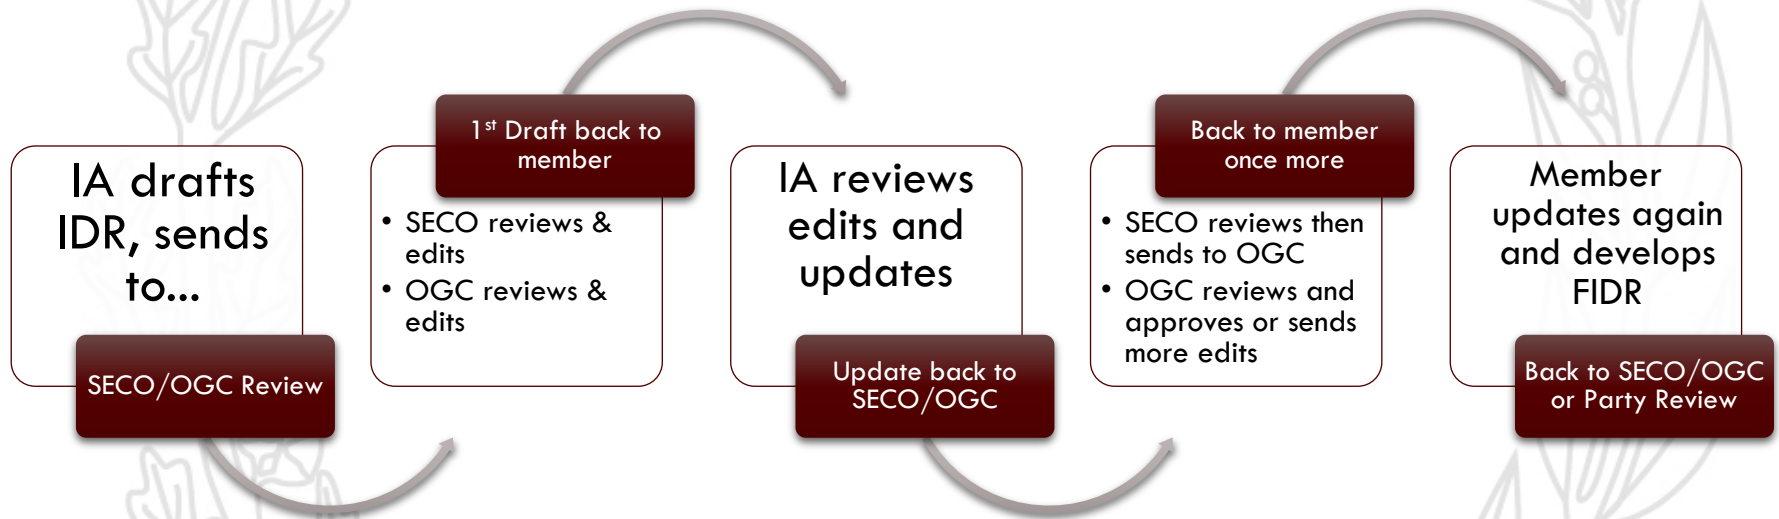 IA drafts
IDR, sends
to...
SECO/OGC Review
1st Draft back to
member
• SECO reviews &
edits
• OGC reviews &
edits
IA reviews
edits and
updates
Update back to
SECO/OGC
Back to member
once more
• SECO reviews then
sends to OGC
• OGC reviews and
approves or sends
more edits
Member
updates again
and develops
FIDR
Back to SECO/OGC
or Party Review